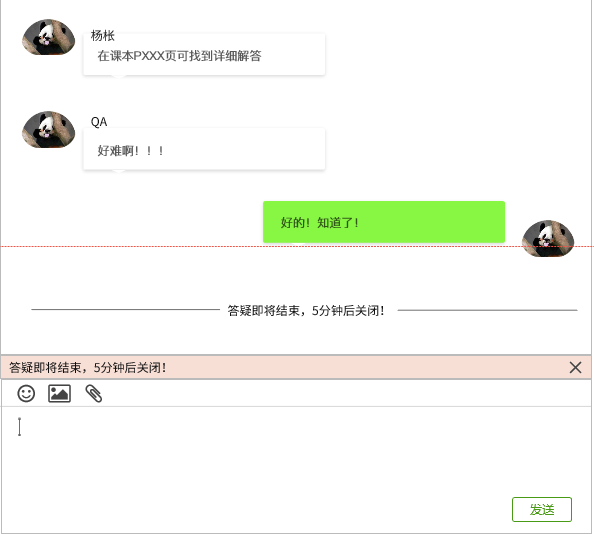 杨枨
在课本PXXX页可找到详细解答
QA
好难啊！！！
好的！知道了！
答疑即将结束，5分钟后关闭！
答疑即将结束，5分钟后关闭！
发送